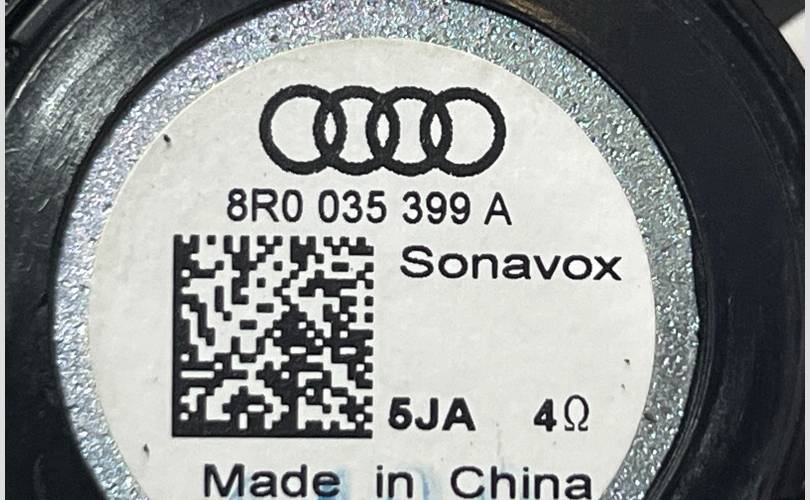 8R0 035 399 A
Sonavox
5JA 4Ω
Made in China